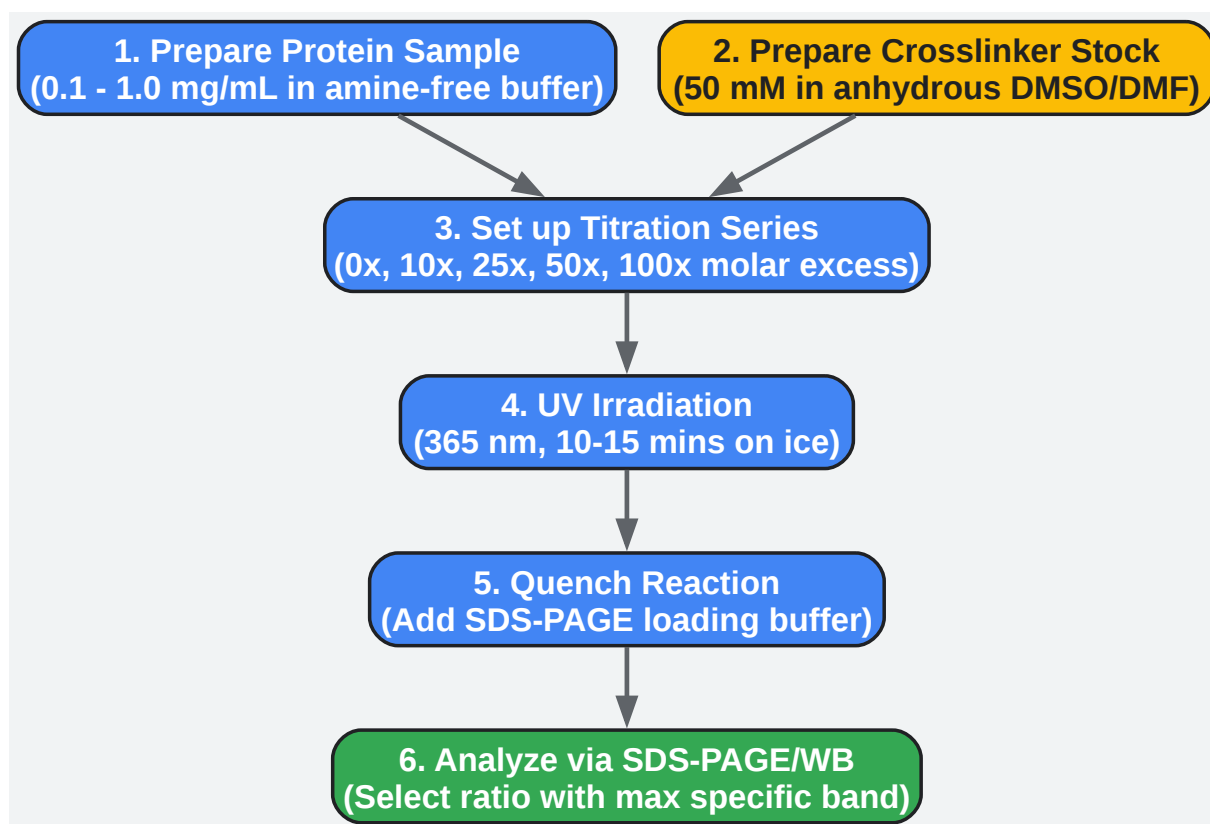 1. Prepare Protein Sample
(0.1 - 1.0 mg/mL in amine-free buffer)
2. Prepare Crosslinker Stock
(50 mM in anhydrous DMSO/DMF)
3. Set up Titration Series
(0x, 10x, 25x, 50x, 100x molar excess)
4. UV Irradiation
(365 nm, 10-15 mins on ice)
5. Quench Reaction
(Add SDS-PAGE loading buffer)
6. Analyze via SDS-PAGE/WB
(Select ratio with max specific band)